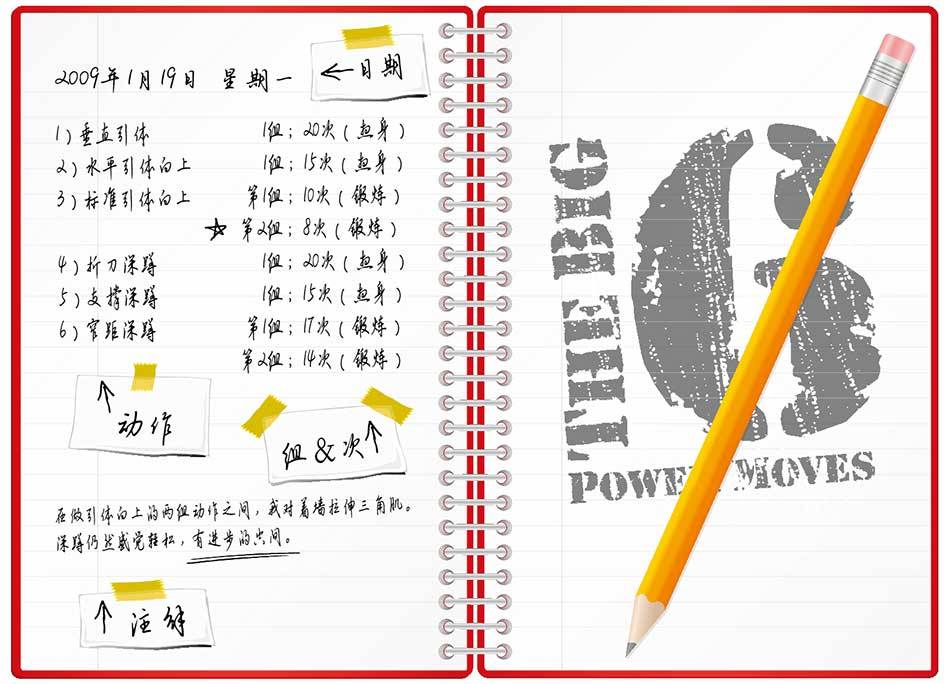 2009年1月19日 星期一
←日期
1）垂直引体 1组；20次（热身）
2）水平引体向上 1组；15次（热身）
3）标准引体向上 第1组；10次（锻炼）
☆ 第2组；8次（锻炼）
4）折刀深蹲 1组；20次（热身）
5）支撑深蹲 1组；15次（热身）
6）窄距深蹲 第1组；17次（锻炼）
第2组；14次（锻炼）
↑动作
组&次↑
在做引体向上的两组动作之间，我对着墙拉伸三角肌。
深蹲仍然感觉轻松，有进步的空间。
↑注解
THE BIG
6
POWER MOVES